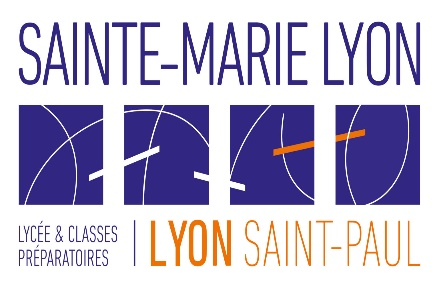 SAINTE-MARIE LYON
LYCÉE & CLASSES
PRÉPARATOIRES
LYON SAINT-PAUL